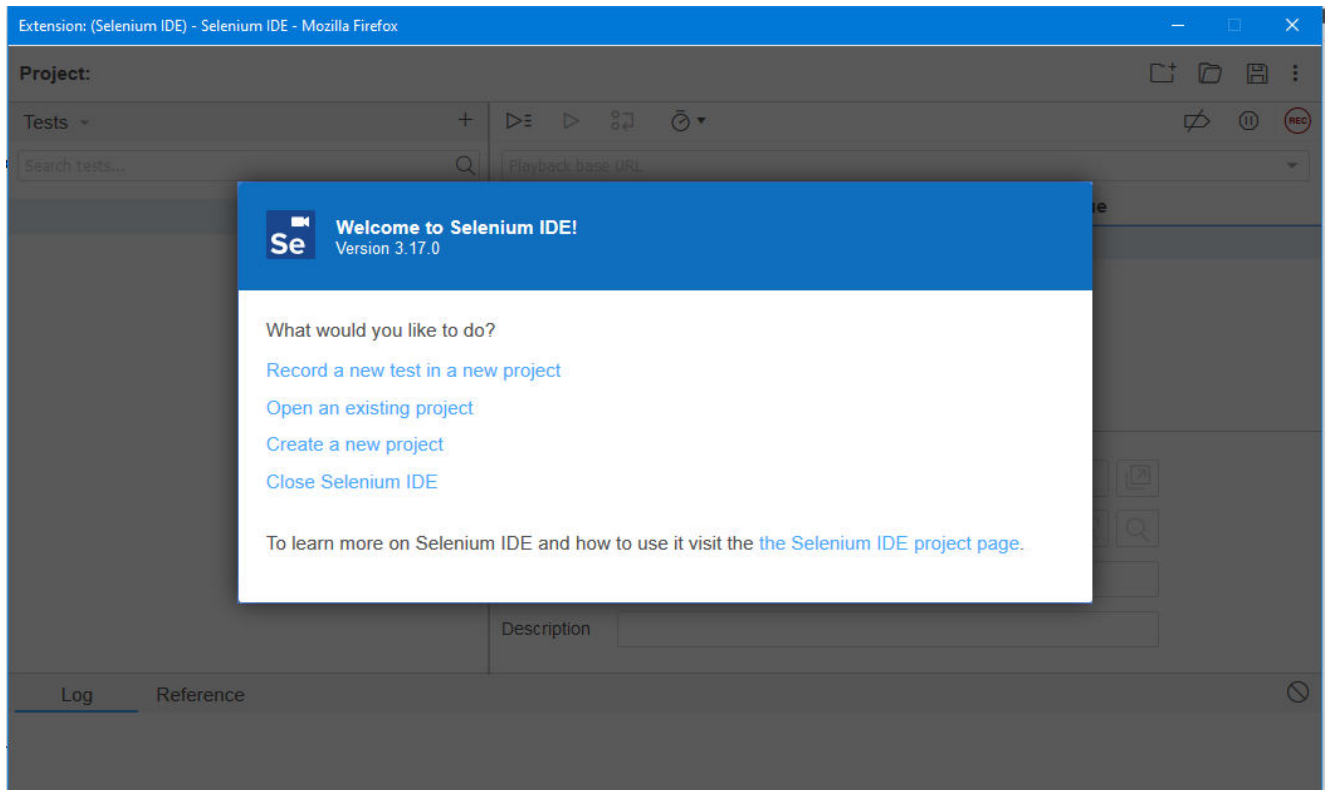 Extension: (Selenium IDE) - Selenium IDE - Mozilla Firefox
Project:
Tests
Search tests...
Playback base URL
REC
Se
Welcome to Selenium IDE!
Version 3.17.0
What would you like to do?
Record a new test in a new project
Open an existing project
Create a new project
Close Selenium IDE
To learn more on Selenium IDE and how to use it visit the the Selenium IDE project page.
Description
Log Reference